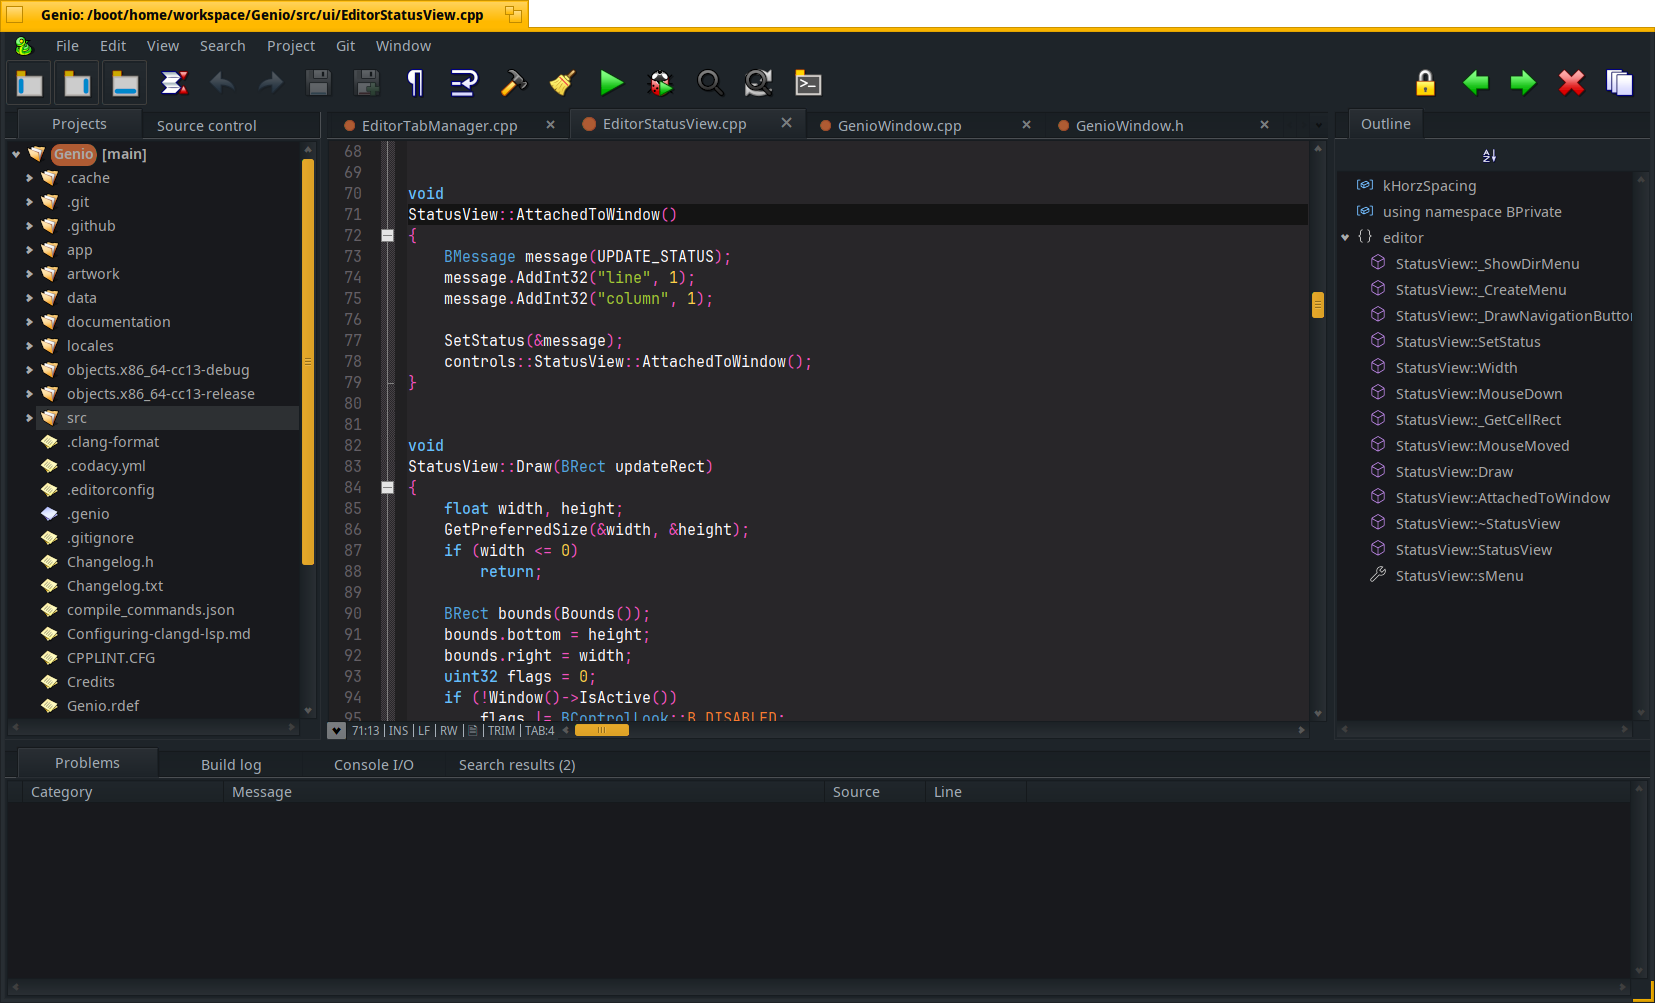 Genio: /boot/home/workspace/Genio/src/ui/EditorStatusView.cpp
File Edit View Search Project Git Window
Projects
Source control
Genio [main]
.cache
.git
.github
app
artwork
data
documentation
locales
objects.x86_64-cc13-debug
objects.x86_64-cc13-release
src
.clang-format
.codacy.yml
.editorconfig
.genio
.gitignore
Changelog.h
Changelog.txt
compile_commands.json
Configuring-clangd-lsp.md
CPPLINT.CFG
Credits
Genio.rdef
EditorTabManager.cpp
EditorStatusView.cpp
GenioWindow.cpp
GenioWindow.h
68
69
70 void
71 StatusView::AttachedToWindow()
72 {
73 BMessage message(UPDATE_STATUS);
74 message.AddInt32("line", 1);
75 message.AddInt32("column", 1);
76
77 SetStatus(&message);
78 controls::StatusView::AttachedToWindow();
79 }
80
81
82 void
83 StatusView::Draw(BRect updateRect)
84 {
85 float width, height;
86 GetPreferredSize(&width, &height);
87 if (width <= 0)
88 return;
89
90 BRect bounds(Bounds());
91 bounds.bottom = height;
92 bounds.right = width;
93 uint32 flags = 0;
94 if (!Window()->IsActive())
95 flags |= BControlLook::B_DISABLED;
71:13 | INS | LF | RW | | TRIM | TAB:4
Outline
kHorzSpacing
using namespace BPrivate
editor
StatusView::_ShowDirMenu
StatusView::_CreateMenu
StatusView::_DrawNavigationButton
StatusView::SetStatus
StatusView::Width
StatusView::MouseDown
StatusView::_GetCellRect
StatusView::MouseMoved
StatusView::Draw
StatusView::AttachedToWindow
StatusView::~StatusView
StatusView::StatusView
StatusView::sMenu
Problems
Build log
Console I/O
Search results (2)
Category Message Source Line